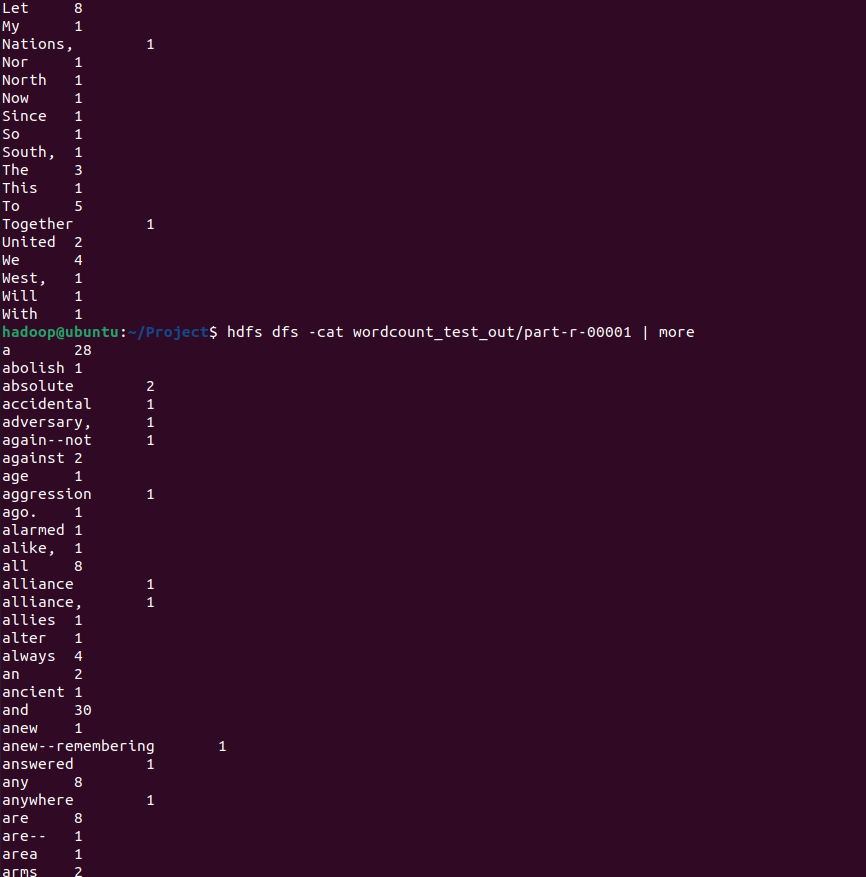 Let     8
My      1
Nations,        1
Nor     1
North   1
Now     1
Since   1
So      1
South,  1
The     3
This    1
To      5
Together        1
United  2
We      4
West,   1
Will    1
With    1
hadoop@ubuntu:~/Project$ hdfs dfs -cat wordcount_test_out/part-r-00001 | more
a       28
abolish 1
absolute        2
accidental      1
adversary,      1
again--not      1
against 2
age     1
aggression      1
ago.    1
alarmed 1
alike,  1
all     8
alliance        1
alliance,       1
allies  1
alter   1
always  4
an      2
ancient 1
and     30
anew    1
anew--remembering       1
answered        1
any     8
anywhere        1
are     8
are--   1
area    1
arms    2